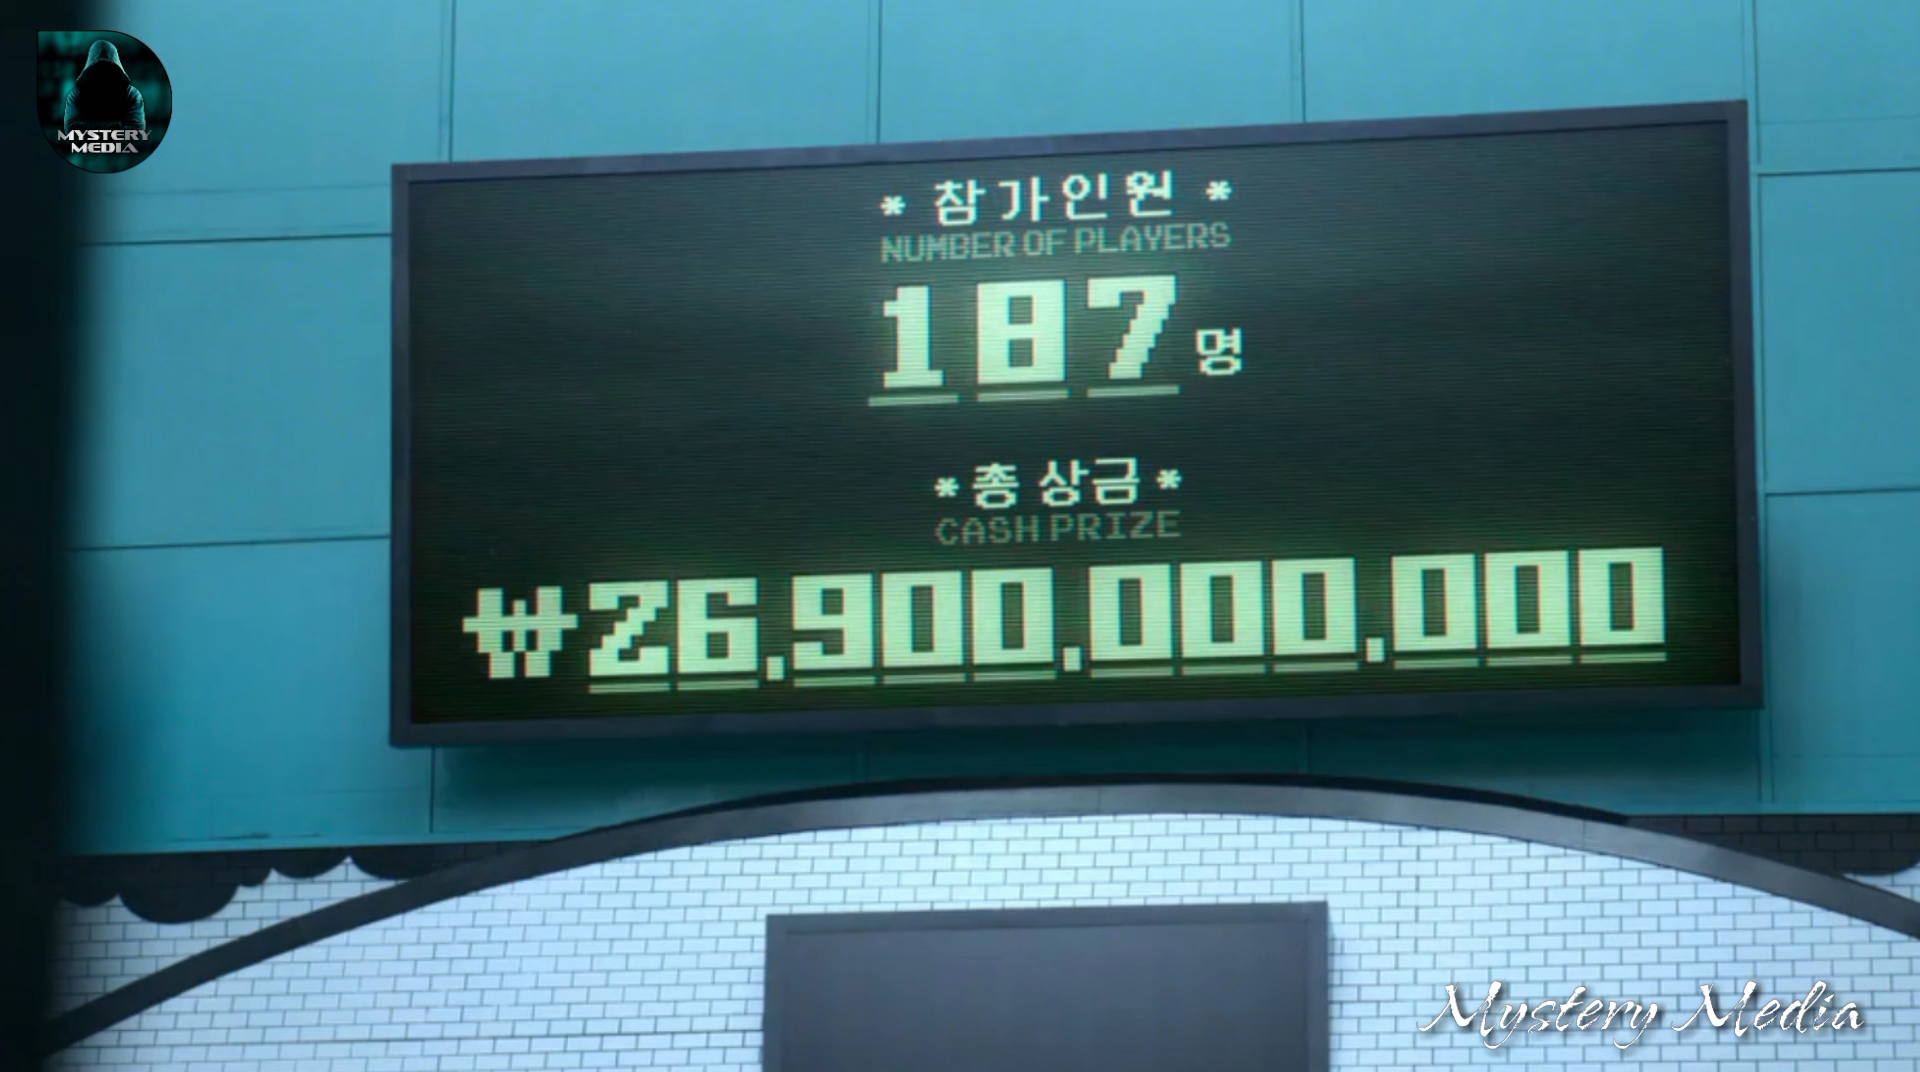 MYSTERY
MEDIA
* 참가인원 *
NUMBER OF PLAYERS
187 명
* 총 상금 *
CASH PRIZE
₩26,900,000,000
Mystery Media